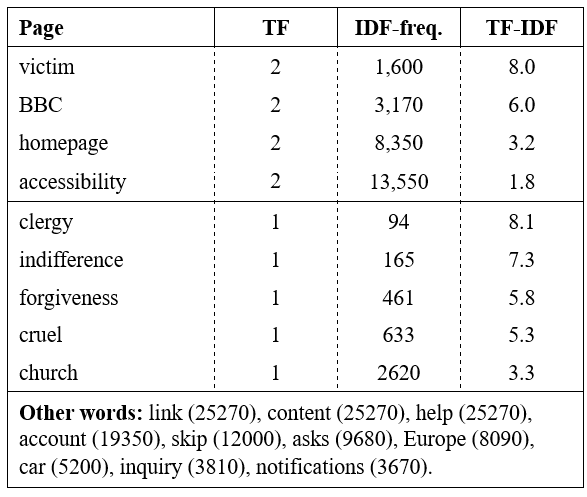 Page TF IDF-freq. TF-IDF
victim 2 1,600 8.0
BBC 2 3,170 6.0
homepage 2 8,350 3.2
accessibility 2 13,550 1.8
clergy 1 94 8.1
indifference 1 165 7.3
forgiveness 1 461 5.8
cruel 1 633 5.3
church 1 2620 3.3
Other words: link (25270), content (25270), help (25270),
account (19350), skip (12000), asks (9680), Europe (8090),
car (5200), inquiry (3810), notifications (3670).